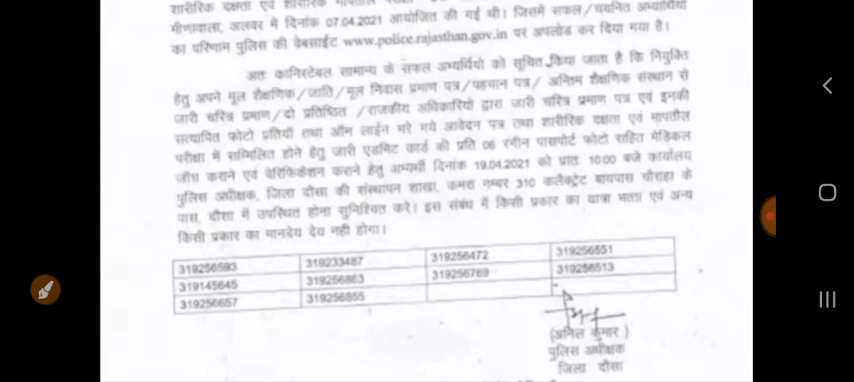 शारीरिक दक्षता एवं शारीरिक मापतौल
मीणावाला, अलवर मे दिनांक 07.04.2021 आयोजित की गई थी। जिसमें सफल/चयनित अभ्यर्थियों
का परिणाम पुलिस की वेबसाईट www.police.rajasthan.gov.in पर अपलोड कर दिया गया है।
अतः कानिस्टेबल सामान्य के सफल अभ्यर्थियो को सूचित किया जाता है कि नियुक्ति
हेतु अपने मूल शैक्षणिक/जाति/मूल निवास प्रमाण पत्र/पहचान पत्र/ अन्तिम शैक्षणिक संस्थान से
जारी चरित्र प्रमाण/दो प्रतिष्ठित /राजकीय अधिकारियो द्वारा जारी चरित्र प्रमाण पत्र एवं इनकी
सत्यापित फोटो प्रतियों तथा ऑन लाईन भरे गये आवेदन पत्र तथा शारीरिक दक्षता एवं मापतौल
परीक्षा में सम्मिलित होने हेतु जारी एडमिट कार्ड की प्रति 06 रंगीन पासपोर्ट फोटो सहित मेडिकल
जॉच कराने एवं वेरिफिकेशन कराने हेतु अभ्यर्थी दिनांक 19.04.2021 को प्रातः 10:00 बजे कार्यालय
पुलिस अधीक्षक, जिला दौसा की संस्थापन शाखा, कमरा नम्बर 310 कलैक्ट्रेट बायपास चौराहा के
पास, दौसा में उपस्थित होना सुनिश्चित करे। इस संबंध में किसी प्रकार का यात्रा भत्ता एवं अन्य
किसी प्रकार का मानदेय देय नही होगा।
319256593 319233487 319256472 319256551
319145645 319256863 319256769 319256513
319256657 319256855
(अनिल कुमार )
पुलिस अधीक्षक
जिला दौसा